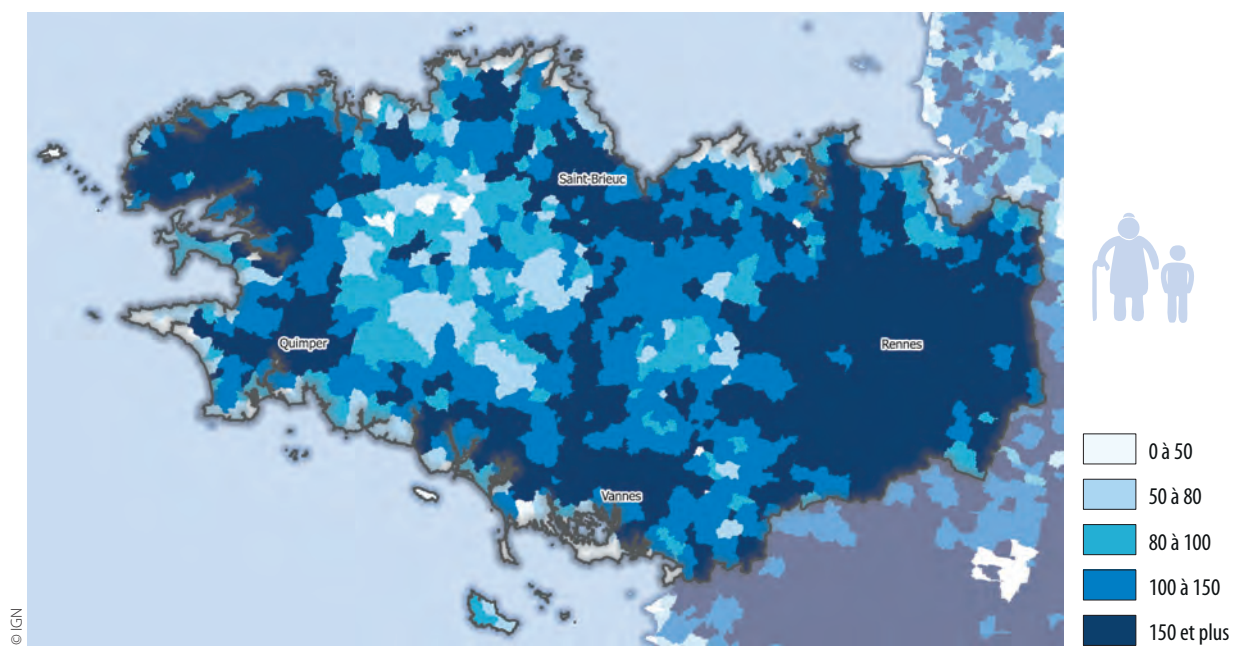 Saint-Brieuc
Quimper
Rennes
Vannes
0 à 50
50 à 80
80 à 100
100 à 150
150 et plus
© IGN